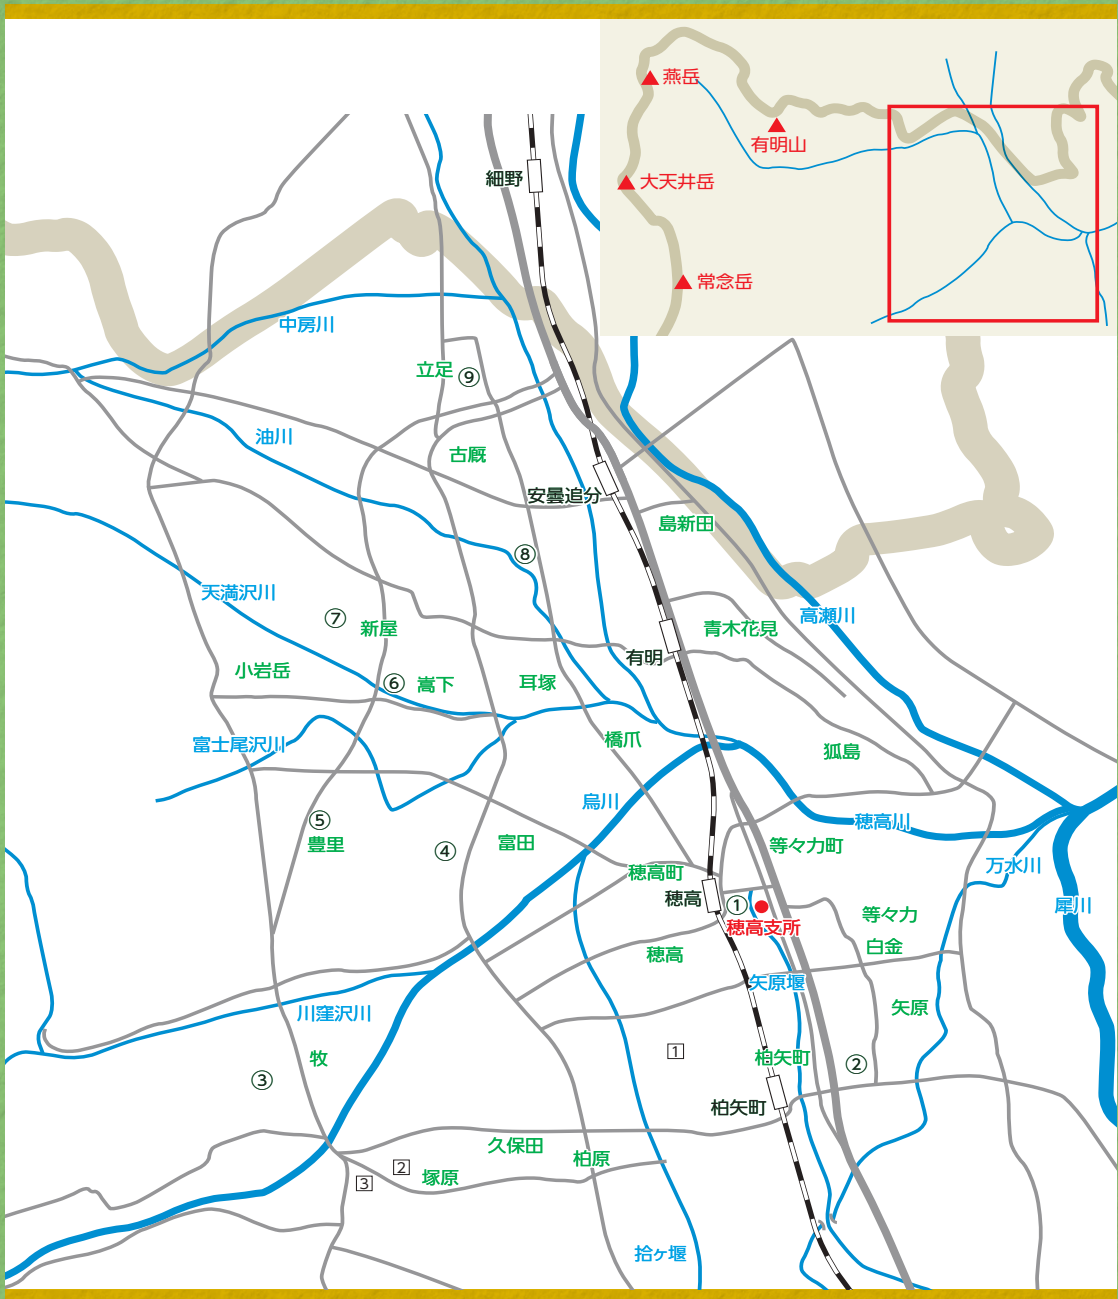 燕岳
有明山
大天井岳
常念岳
細野
中房川
立足
⑨
油川
古厩
安曇追分
島新田
⑧
天満沢川
⑦
新屋
高瀬川
青木花見
有明
小岩岳
⑥
嵩下
耳塚
富士尾沢川
橋爪
狐島
烏川
穂高川
⑤
豊里
④
富田
等々力町
万水川
穂高町
穂高
①
犀川
穂高支所
等々力
白金
穂高
矢原堰
川窪沢川
矢原
1
牧
柏矢町
②
③
柏矢町
久保田
柏原
2
塚原
3
拾ヶ堰